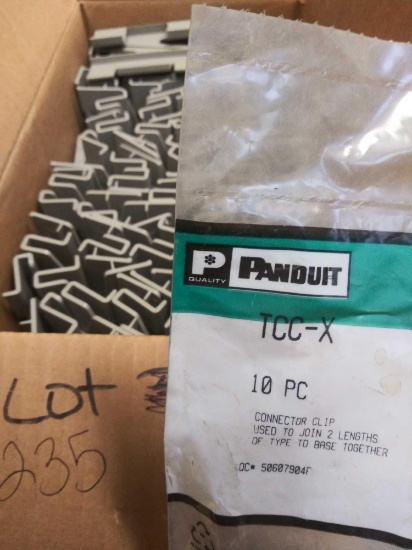 P
QUALITY
PANDUIT
TCC-X
10 PC
CONNECTOR CLIP
USED TO JOIN 2 LENGTHS
OF TYPE TD BASE TOGETHER
QC# 50607904F
LOT
235